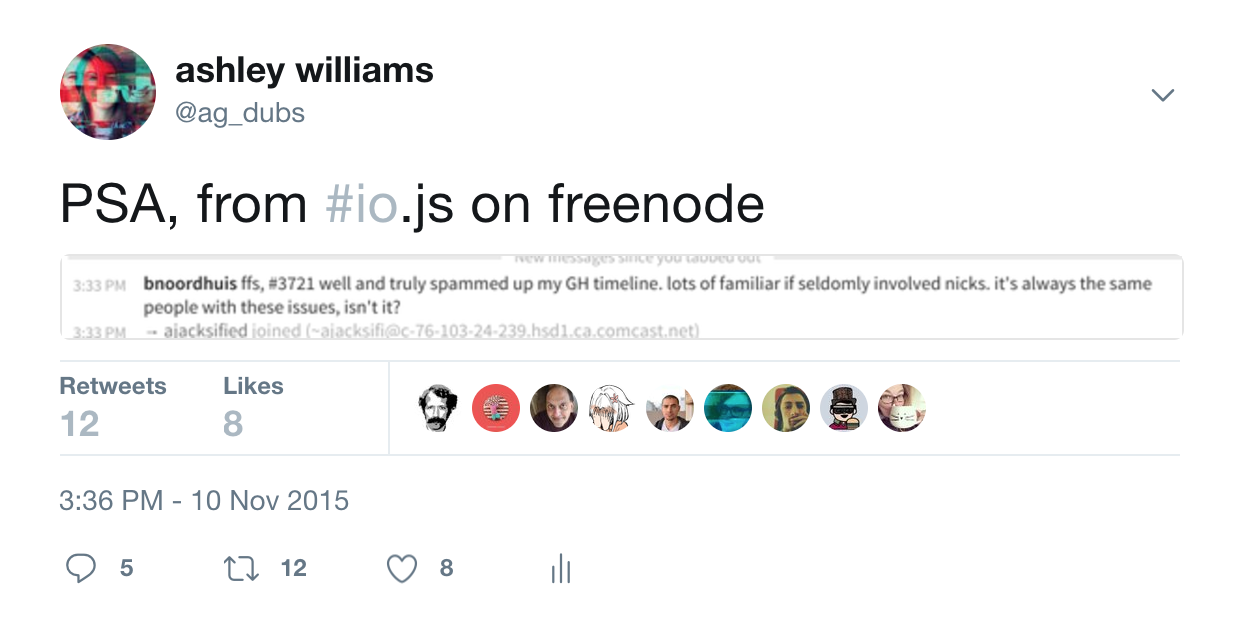 ashley williams
@ag_dubs
PSA, from #io.js on freenode
New messages since you tabbed out
3:33 PM bnoordhuis ffs, #3721 well and truly spammed up my GH timeline. lots of familiar if seldomly involved nicks. it's always the same
people with these issues, isn't it?
3:33 PM → ajacksified joined (~ajacksifi@c-76-103-24-239.hsd1.ca.comcast.net)
Retweets Likes
12 8
3:36 PM - 10 Nov 2015
5 12 8